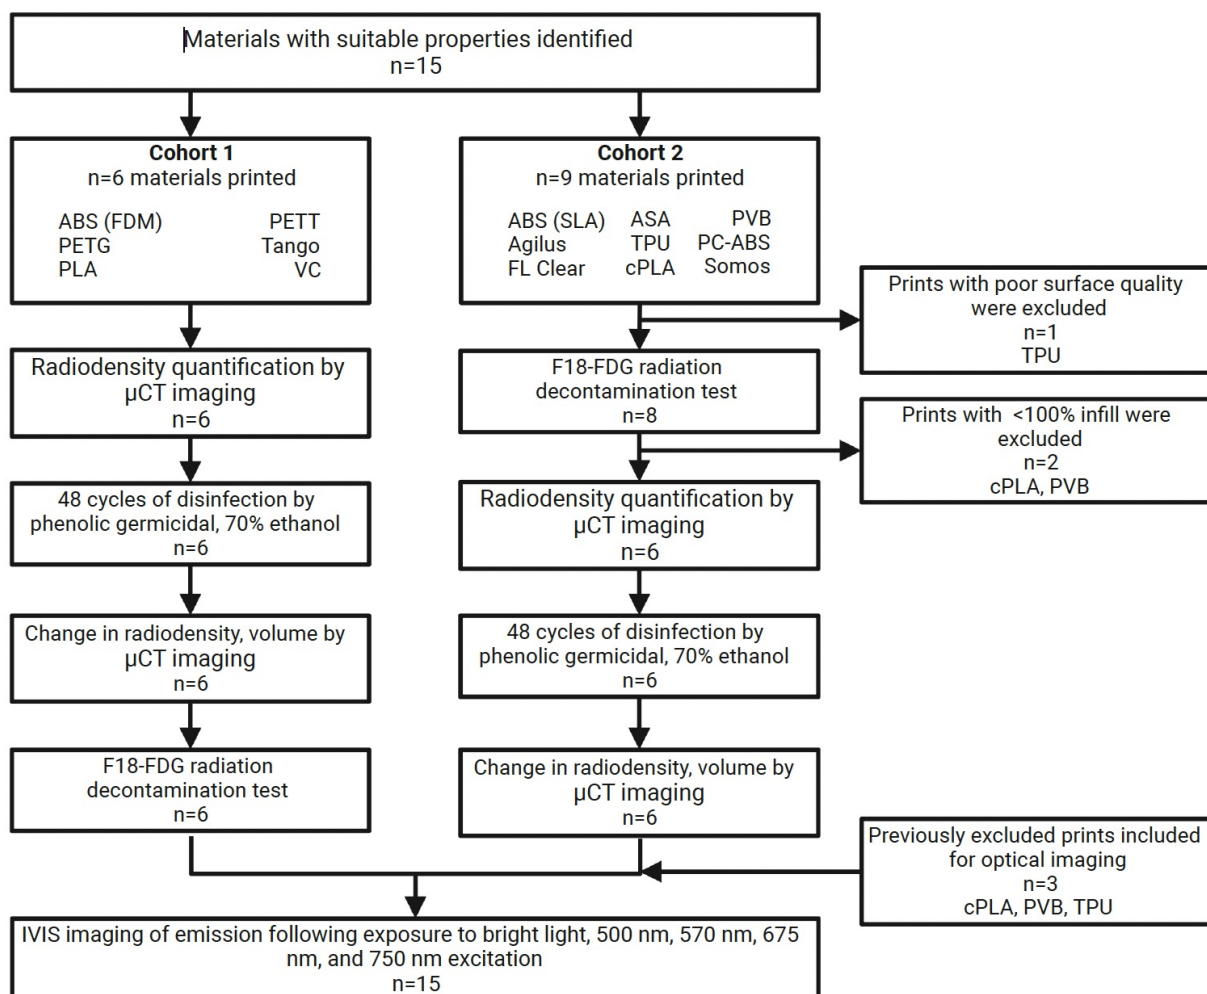 Materials with suitable properties identified
n=15
Cohort 1
n=6 materials printed
ABS (FDM) PETT
PETG Tango
PLA VC
Cohort 2
n=9 materials printed
ABS (SLA) ASA PVB
Agilus TPU PC-ABS
FL Clear cPLA Somos
Prints with poor surface quality
were excluded
n=1
TPU
Radiodensity quantification by
µCT imaging
n=6
F18-FDG radiation
decontamination test
n=8
Prints with <100% infill were
excluded
n=2
cPLA, PVB
48 cycles of disinfection by
phenolic germicidal, 70% ethanol
n=6
Radiodensity quantification by
µCT imaging
n=6
Change in radiodensity, volume by
µCT imaging
n=6
48 cycles of disinfection by
phenolic germicidal, 70% ethanol
n=6
F18-FDG radiation
decontamination test
n=6
Change in radiodensity, volume by
µCT imaging
n=6
Previously excluded prints included
for optical imaging
n=3
cPLA, PVB, TPU
IVIS imaging of emission following exposure to bright light, 500 nm, 570 nm, 675
nm, and 750 nm excitation
n=15